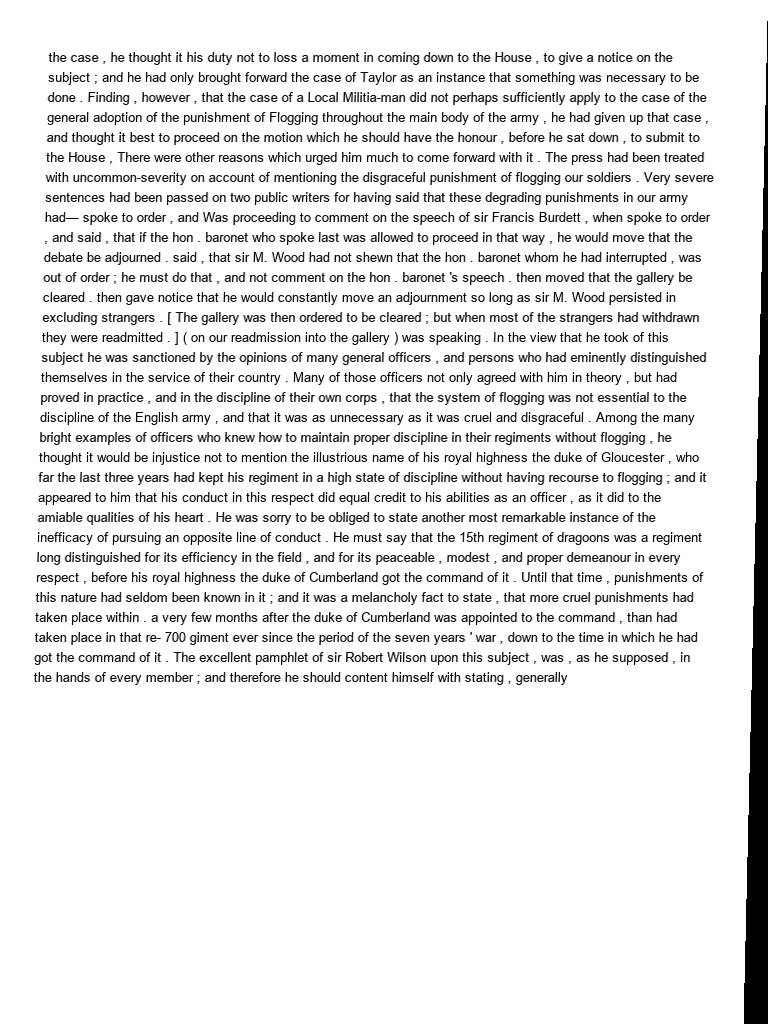 the case , he thought it his duty not to loss a moment in coming down to the House , to give a notice on the
subject ; and he had only brought forward the case of Taylor as an instance that something was necessary to be
done . Finding , however , that the case of a Local Militia-man did not perhaps sufficiently apply to the case of the
general adoption of the punishment of Flogging throughout the main body of the army , he had given up that case ,
and thought it best to proceed on the motion which he should have the honour , before he sat down , to submit to
the House , There were other reasons which urged him much to come forward with it . The press had been treated
with uncommon-severity on account of mentioning the disgraceful punishment of flogging our soldiers . Very severe
sentences had been passed on two public writers for having said that these degrading punishments in our army
had— spoke to order , and Was proceeding to comment on the speech of sir Francis Burdett , when spoke to order
, and said , that if the hon . baronet who spoke last was allowed to proceed in that way , he would move that the
debate be adjourned . said , that sir M. Wood had not shewn that the hon . baronet whom he had interrupted , was
out of order ; he must do that , and not comment on the hon . baronet 's speech . then moved that the gallery be
cleared . then gave notice that he would constantly move an adjournment so long as sir M. Wood persisted in
excluding strangers . [ The gallery was then ordered to be cleared ; but when most of the strangers had withdrawn
they were readmitted . ] ( on our readmission into the gallery ) was speaking . In the view that he took of this
subject he was sanctioned by the opinions of many general officers , and persons who had eminently distinguished
themselves in the service of their country . Many of those officers not only agreed with him in theory , but had
proved in practice , and in the discipline of their own corps , that the system of flogging was not essential to the
discipline of the English army , and that it was as unnecessary as it was cruel and disgraceful . Among the many
bright examples of officers who knew how to maintain proper discipline in their regiments without flogging , he
thought it would be injustice not to mention the illustrious name of his royal highness the duke of Gloucester , who
far the last three years had kept his regiment in a high state of discipline without having recourse to flogging ; and it
appeared to him that his conduct in this respect did equal credit to his abilities as an officer , as it did to the
amiable qualities of his heart . He was sorry to be obliged to state another most remarkable instance of the
inefficacy of pursuing an opposite line of conduct . He must say that the 15th regiment of dragoons was a regiment
long distinguished for its efficiency in the field , and for its peaceable , modest , and proper demeanour in every
respect , before his royal highness the duke of Cumberland got the command of it . Until that time , punishments of
this nature had seldom been known in it ; and it was a melancholy fact to state , that more cruel punishments had
taken place within . a very few months after the duke of Cumberland was appointed to the command , than had
taken place in that re- 700 giment ever since the period of the seven years ' war , down to the time in which he had
got the command of it . The excellent pamphlet of sir Robert Wilson upon this subject , was , as he supposed , in
the hands of every member ; and therefore he should content himself with stating , generally